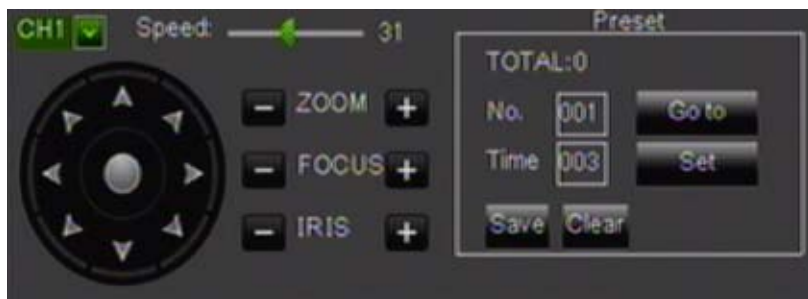 CH1 Speed: 31
ZOOM
FOCUS
IRIS
Preset
TOTAL:0
No. 001 Go to
Time 003 Set
Save Clear